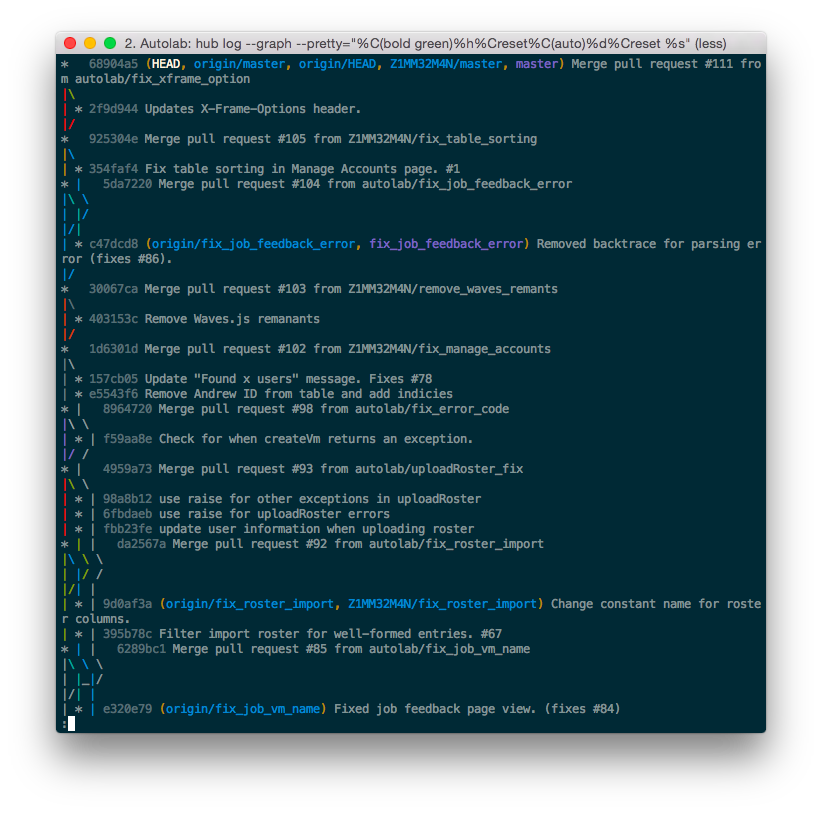 2. Autolab: hub log --graph --pretty="%C(bold green)%h%Creset%C(auto)%d%Creset %s" (less)
*   68904a5 (HEAD, origin/master, origin/HEAD, Z1MM32M4N/master, master) Merge pull request #111 fro
m autolab/fix_xframe_option
|\
| * 2f9d944 Updates X-Frame-Options header.
|/
*   925304e Merge pull request #105 from Z1MM32M4N/fix_table_sorting
|\
| * 354faf4 Fix table sorting in Manage Accounts page. #1
* |   5da7220 Merge pull request #104 from autolab/fix_job_feedback_error
|\ \
| |/
|/|
| * c47dcd8 (origin/fix_job_feedback_error, fix_job_feedback_error) Removed backtrace for parsing er
ror (fixes #86).
|/
*   30067ca Merge pull request #103 from Z1MM32M4N/remove_waves_remants
|\
| * 403153c Remove Waves.js remanants
|/
*   1d6301d Merge pull request #102 from Z1MM32M4N/fix_manage_accounts
|\
| * 157cb05 Update "Found x users" message. Fixes #78
| * e5543f6 Remove Andrew ID from table and add indicies
* |   8964720 Merge pull request #98 from autolab/fix_error_code
|\ \
| * | f59aa8e Check for when createVm returns an exception.
|/ /
* |   4959a73 Merge pull request #93 from autolab/uploadRoster_fix
|\ \
| * | 98a8b12 use raise for other exceptions in uploadRoster
| * | 6fbdaeb use raise for uploadRoster errors
| * | fbb23fe update user information when uploading roster
* | |   da2567a Merge pull request #92 from autolab/fix_roster_import
|\ \ \
| |/ /
|/| |
| * | 9d0af3a (origin/fix_roster_import, Z1MM32M4N/fix_roster_import) Change constant name for roste
r columns.
| * | 395b78c Filter import roster for well-formed entries. #67
* | |   6289bc1 Merge pull request #85 from autolab/fix_job_vm_name
|\ \ \
| |_|/
|/| |
| * | e320e79 (origin/fix_job_vm_name) Fixed job feedback page view. (fixes #84)
: